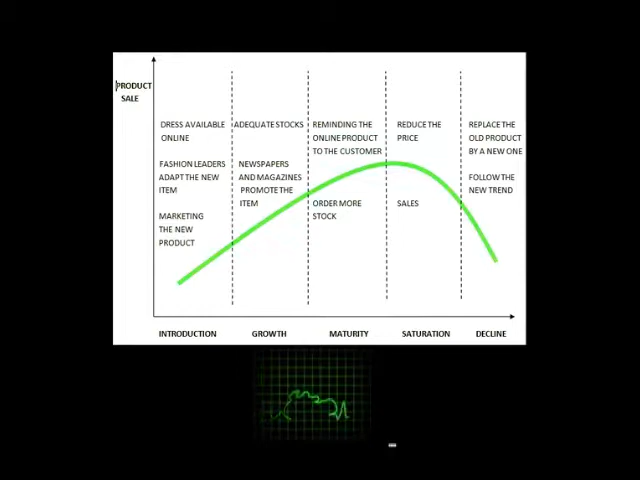 PRODUCT
SALE
DRESS AVAILABLE
ONLINE
FASHION LEADERS
ADAPT THE NEW
ITEM
MARKETING
THE NEW
PRODUCT
ADEQUATE STOCKS
NEWSPAPERS
AND MAGAZINES
PROMOTE THE
ITEM
REMINDING THE
ONLINE PRODUCT
TO THE CUSTOMER
ORDER MORE
STOCK
REDUCE THE
PRICE
SALES
REPLACE THE
OLD PRODUCT
BY A NEW ONE
FOLLOW THE
NEW TREND
INTRODUCTION
GROWTH
MATURITY
SATURATION
DECLINE